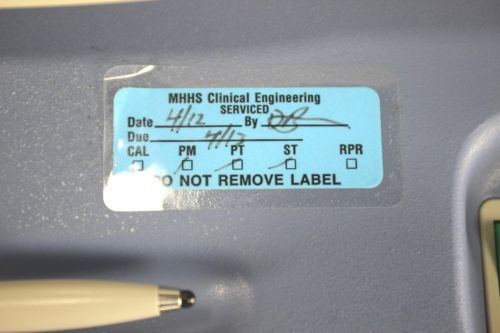 MHHS Clinical Engineering
SERVICED
Date 4/12 By
Due 4/13
CAL PM PT ST RPR
DO NOT REMOVE LABEL